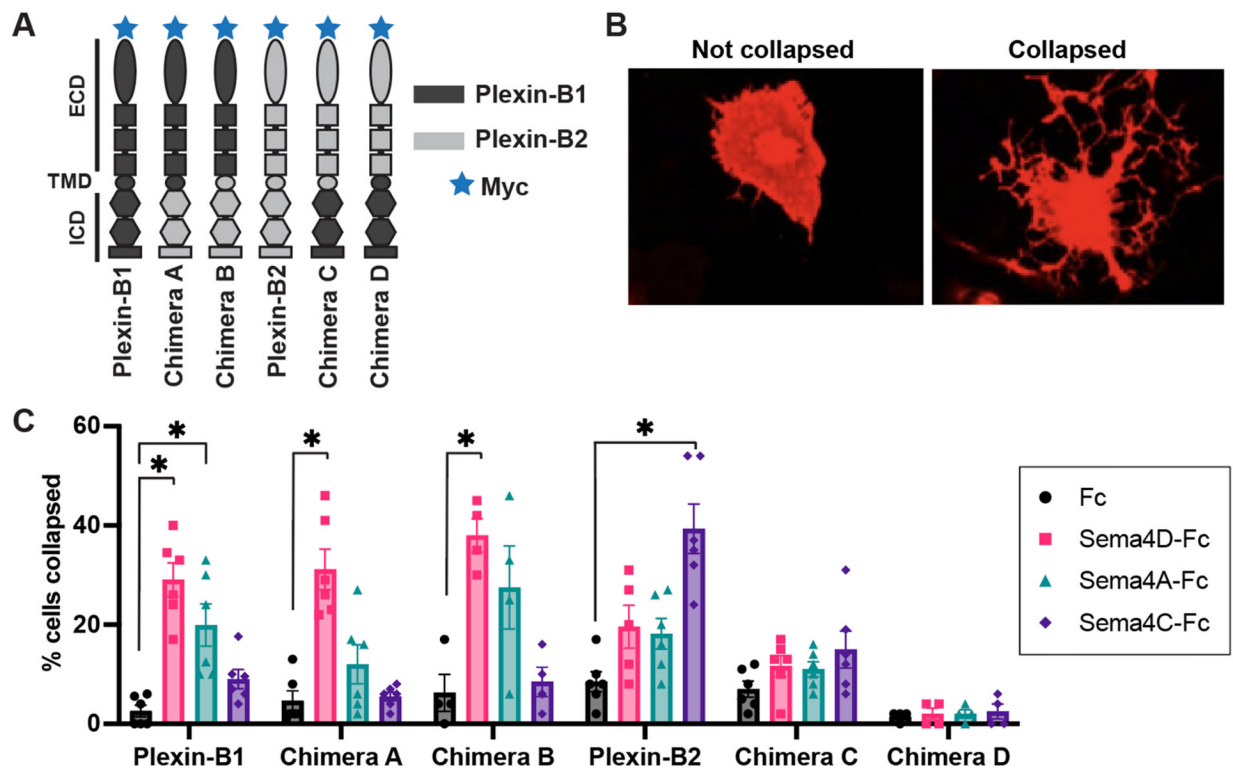 A
ECD
TMD
ICD
Plexin-B1
Chimera A
Chimera B
Plexin-B2
Chimera C
Chimera D
Plexin-B1
Plexin-B2
Myc
B
Not collapsed
Collapsed
C
% cells collapsed
60
40
20
0
*
*
*
*
*
Plexin-B1
Chimera A
Chimera B
Plexin-B2
Chimera C
Chimera D
Fc
Sema4D-Fc
Sema4A-Fc
Sema4C-Fc